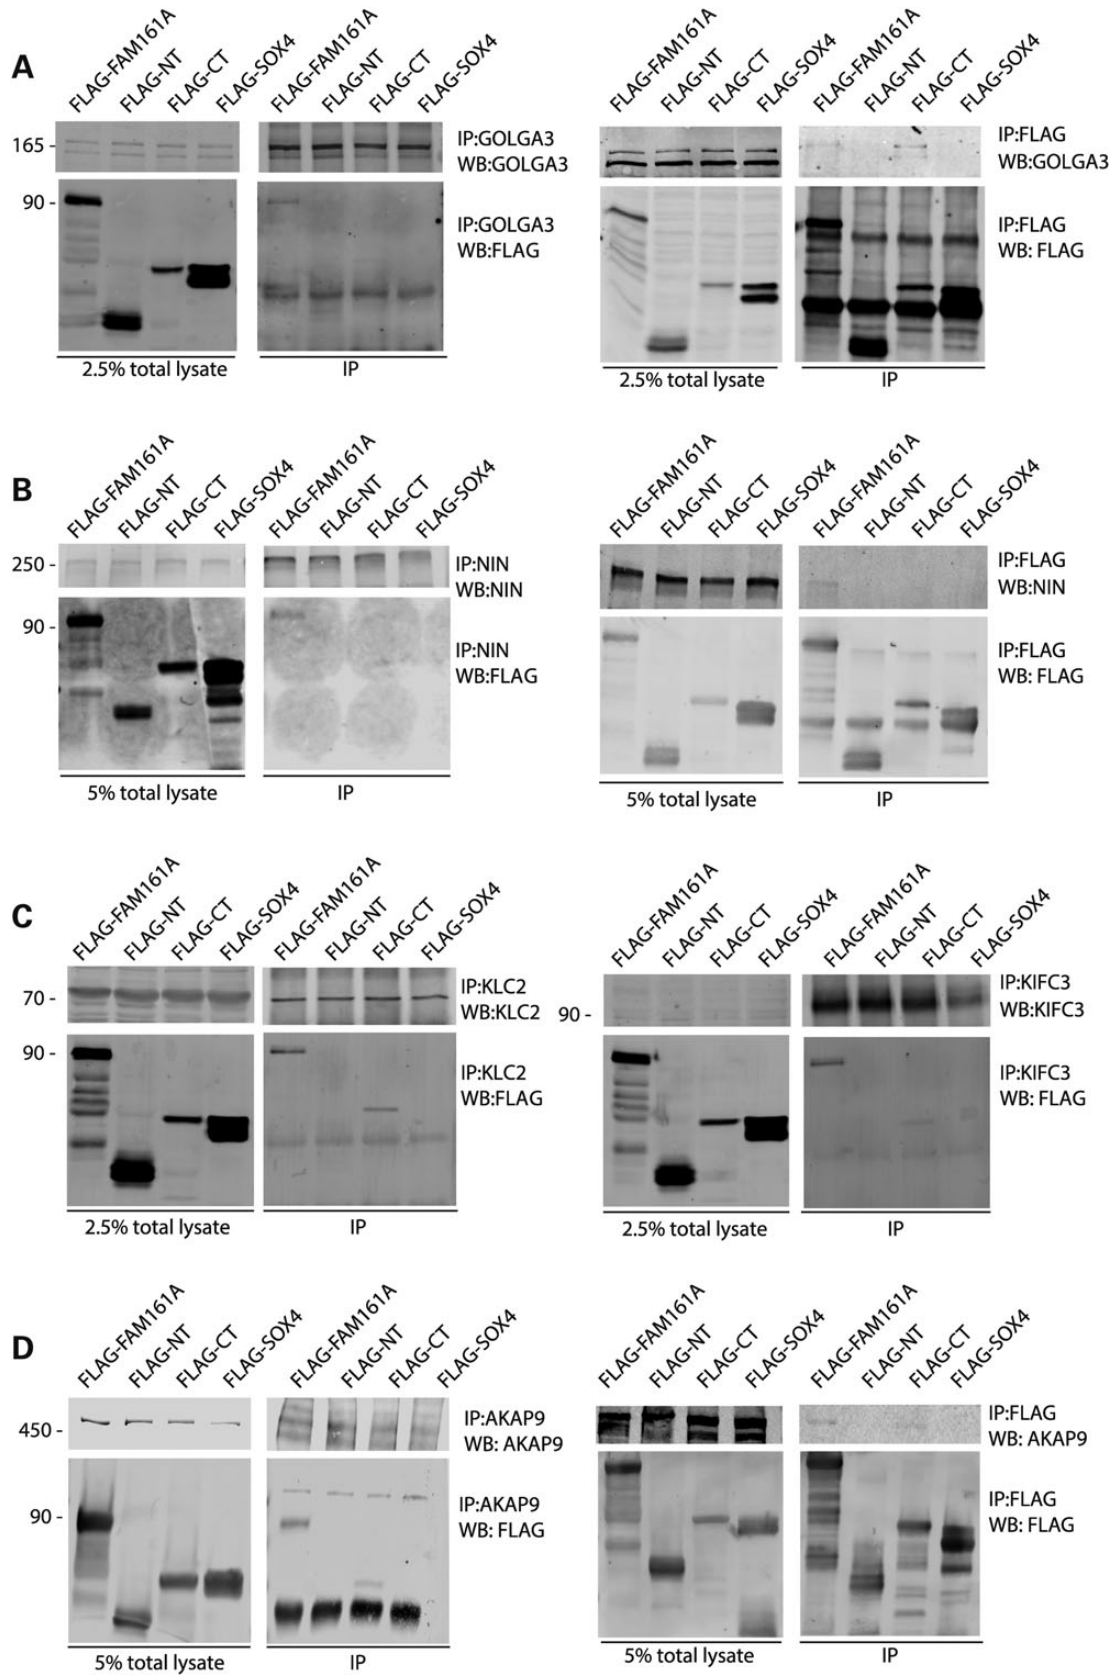 A
FLAG-FAM161A
FLAG-NT
FLAG-CT
FLAG-SOX4
FLAG-FAM161A
FLAG-NT
FLAG-CT
FLAG-SOX4
165 -
IP:GOLGA3
WB:GOLGA3
90 -
IP:GOLGA3
WB:FLAG
2.5% total lysate
IP
FLAG-FAM161A
FLAG-NT
FLAG-CT
FLAG-SOX4
FLAG-FAM161A
FLAG-NT
FLAG-CT
FLAG-SOX4
IP:FLAG
WB:GOLGA3
IP:FLAG
WB: FLAG
2.5% total lysate
IP
B
FLAG-FAM161A
FLAG-NT
FLAG-CT
FLAG-SOX4
FLAG-FAM161A
FLAG-NT
FLAG-CT
FLAG-SOX4
250 -
IP:NIN
WB:NIN
90 -
IP:NIN
WB:FLAG
5% total lysate
IP
FLAG-FAM161A
FLAG-NT
FLAG-CT
FLAG-SOX4
FLAG-FAM161A
FLAG-NT
FLAG-CT
FLAG-SOX4
IP:FLAG
WB:NIN
IP:FLAG
WB: FLAG
5% total lysate
IP
C
FLAG-FAM161A
FLAG-NT
FLAG-CT
FLAG-SOX4
FLAG-FAM161A
FLAG-NT
FLAG-CT
FLAG-SOX4
70 -
IP:KLC2
WB:KLC2
90 -
IP:KLC2
WB:FLAG
2.5% total lysate
IP
FLAG-FAM161A
FLAG-NT
FLAG-CT
FLAG-SOX4
FLAG-FAM161A
FLAG-NT
FLAG-CT
FLAG-SOX4
90 -
IP:KIFC3
WB:KIFC3
IP:KIFC3
WB: FLAG
2.5% total lysate
IP
D
FLAG-FAM161A
FLAG-NT
FLAG-CT
FLAG-SOX4
FLAG-FAM161A
FLAG-NT
FLAG-CT
FLAG-SOX4
450 -
IP:AKAP9
WB: AKAP9
90 -
IP:AKAP9
WB: FLAG
5% total lysate
IP
FLAG-FAM161A
FLAG-NT
FLAG-CT
FLAG-SOX4
FLAG-FAM161A
FLAG-NT
FLAG-CT
FLAG-SOX4
IP:FLAG
WB: AKAP9
IP:FLAG
WB: FLAG
5% total lysate
IP